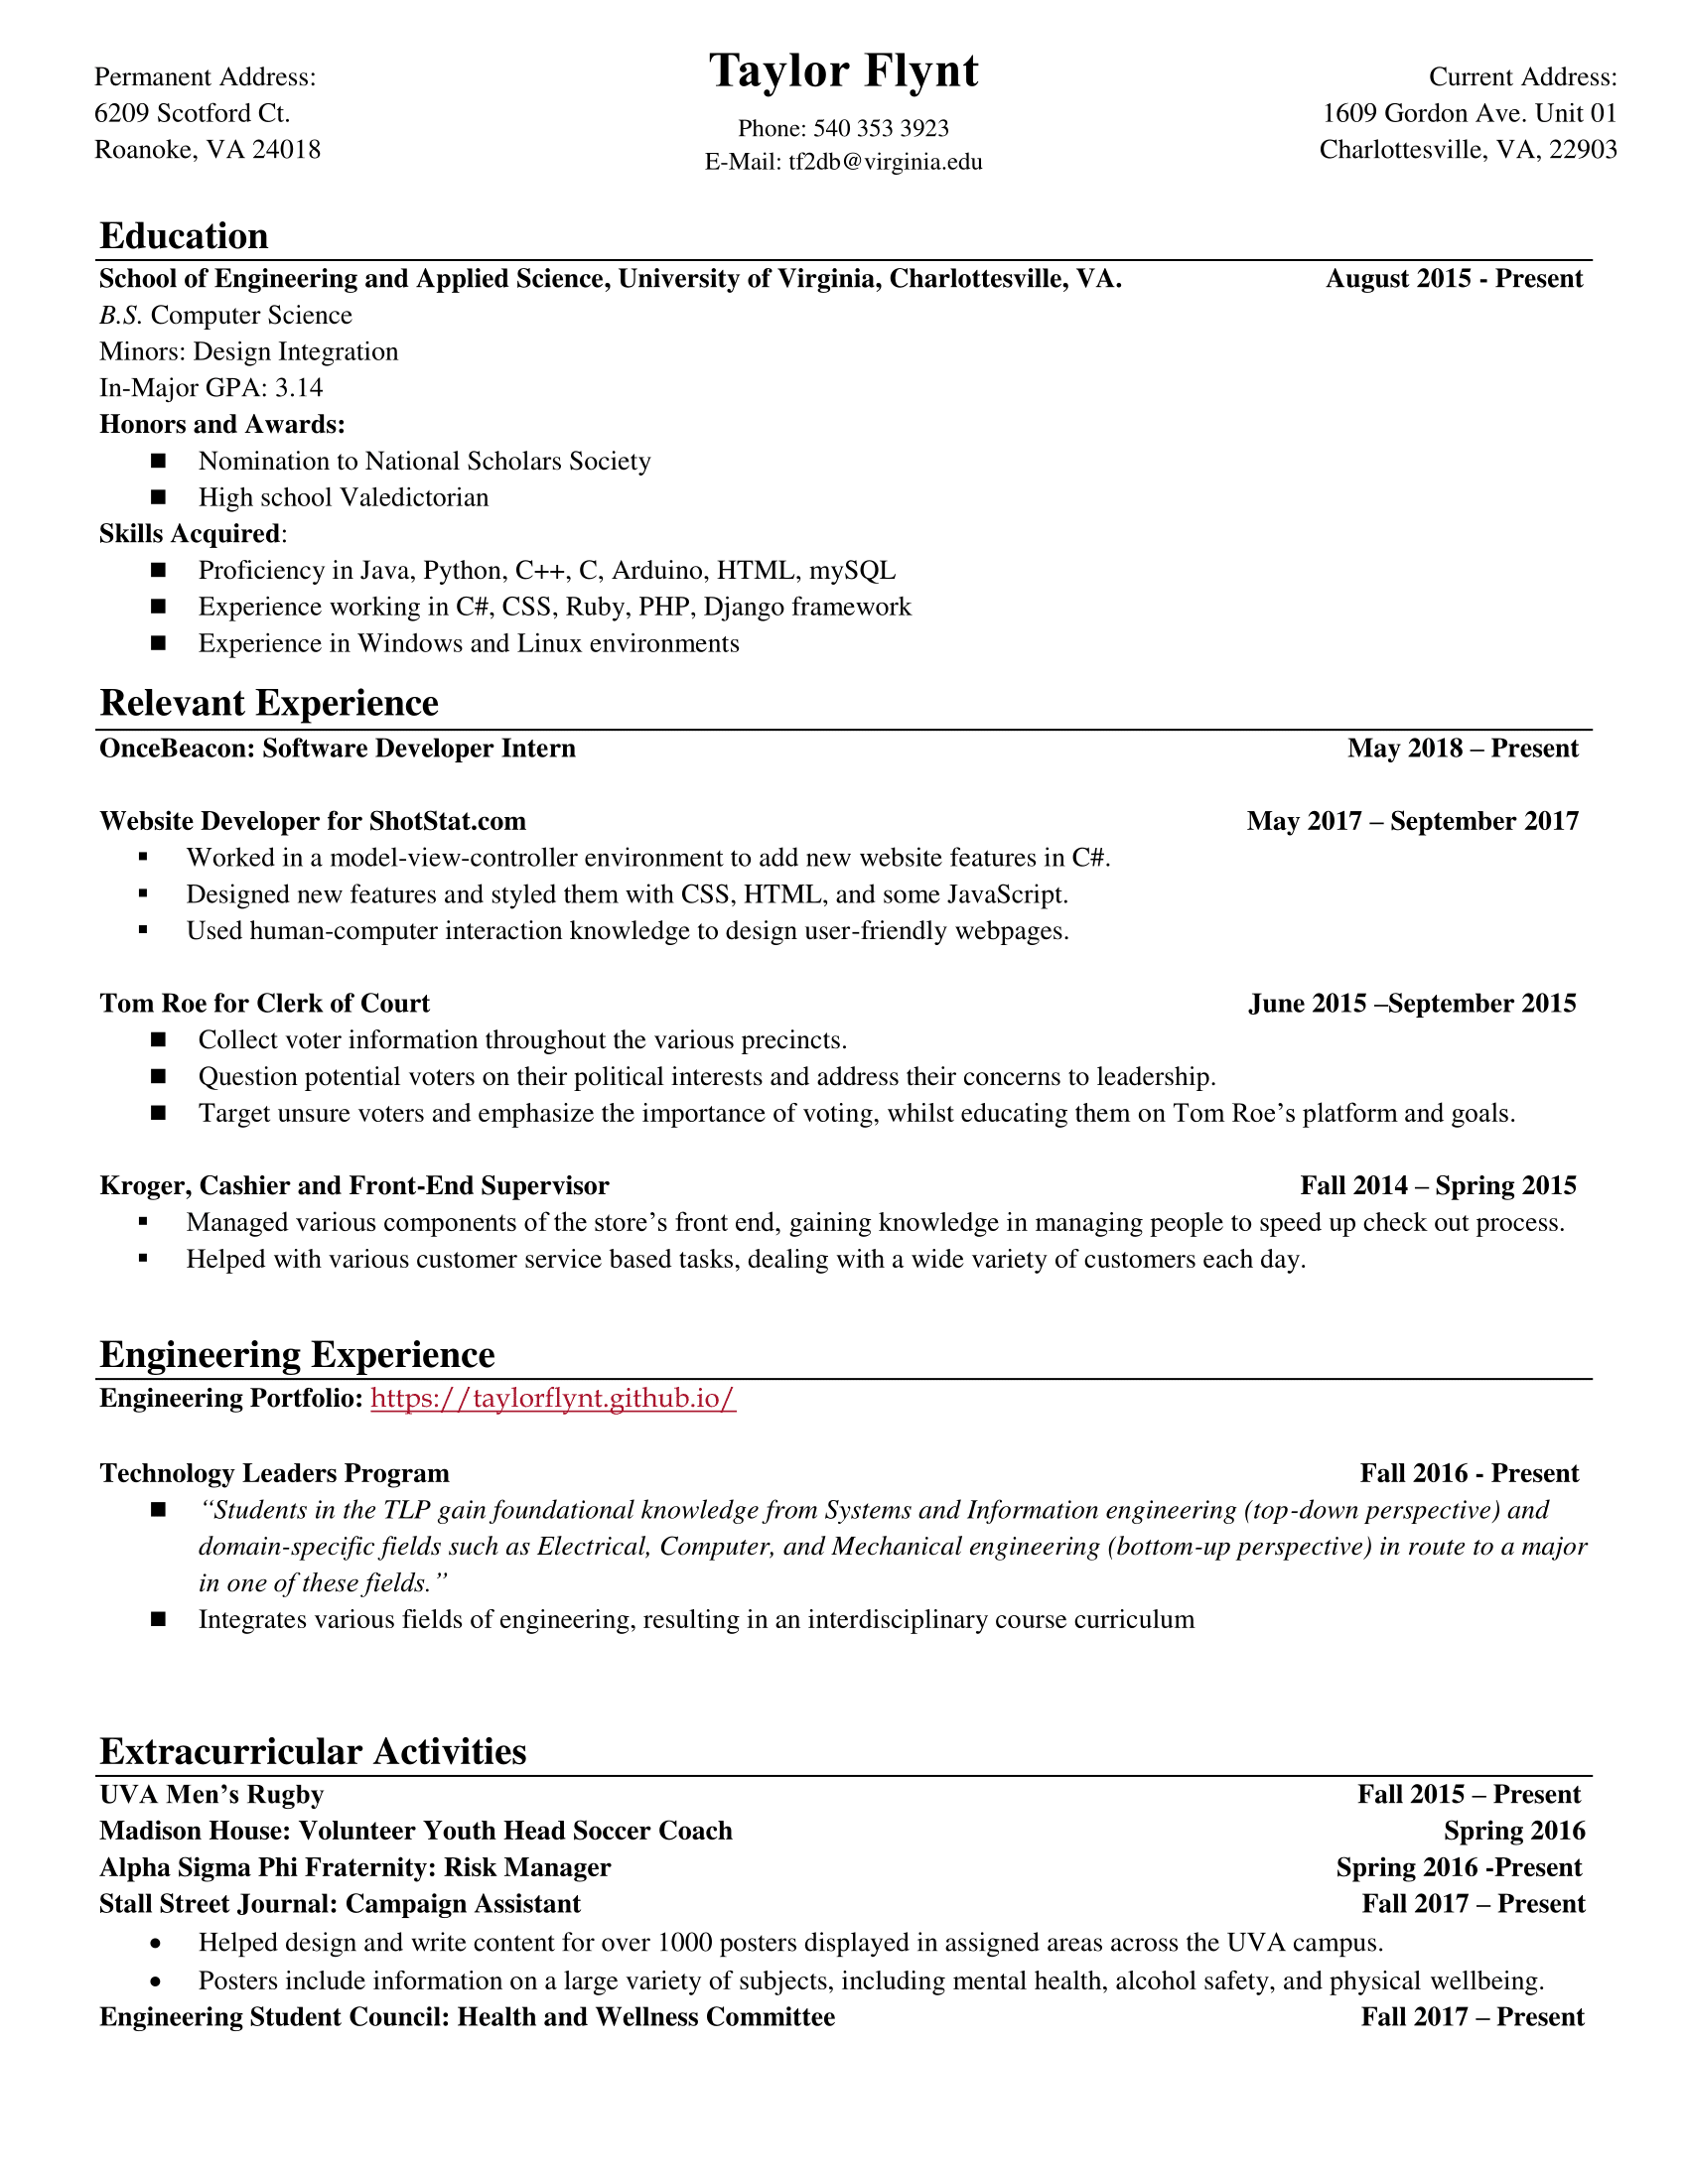 Permanent Address:
6209 Scotford Ct.
Roanoke, VA 24018
Taylor Flynt
Phone: 540 353 3923
E-Mail: tf2db@virginia.edu
Current Address:
1609 Gordon Ave. Unit 01
Charlottesville, VA, 22903
Education
School of Engineering and Applied Science, University of Virginia, Charlottesville, VA. August 2015 - Present
B.S. Computer Science
Minors: Design Integration
In-Major GPA: 3.14
Honors and Awards:
■ Nomination to National Scholars Society
■ High school Valedictorian
Skills Acquired:
■ Proficiency in Java, Python, C++, C, Arduino, HTML, mySQL
■ Experience working in C#, CSS, Ruby, PHP, Django framework
■ Experience in Windows and Linux environments
Relevant Experience
OnceBeacon: Software Developer Intern May 2018 – Present
Website Developer for ShotStat.com May 2017 – September 2017
▪ Worked in a model-view-controller environment to add new website features in C#.
▪ Designed new features and styled them with CSS, HTML, and some JavaScript.
▪ Used human-computer interaction knowledge to design user-friendly webpages.
Tom Roe for Clerk of Court June 2015 –September 2015
■ Collect voter information throughout the various precincts.
■ Question potential voters on their political interests and address their concerns to leadership.
■ Target unsure voters and emphasize the importance of voting, whilst educating them on Tom Roe’s platform and goals.
Kroger, Cashier and Front-End Supervisor Fall 2014 – Spring 2015
▪ Managed various components of the store’s front end, gaining knowledge in managing people to speed up check out process.
▪ Helped with various customer service based tasks, dealing with a wide variety of customers each day.
Engineering Experience
Engineering Portfolio: https://taylorflynt.github.io/
Technology Leaders Program Fall 2016 - Present
■ “Students in the TLP gain foundational knowledge from Systems and Information engineering (top-down perspective) and
domain-specific fields such as Electrical, Computer, and Mechanical engineering (bottom-up perspective) in route to a major
in one of these fields.”
■ Integrates various fields of engineering, resulting in an interdisciplinary course curriculum
Extracurricular Activities
UVA Men’s Rugby Fall 2015 – Present
Madison House: Volunteer Youth Head Soccer Coach Spring 2016
Alpha Sigma Phi Fraternity: Risk Manager Spring 2016 -Present
Stall Street Journal: Campaign Assistant Fall 2017 – Present
• Helped design and write content for over 1000 posters displayed in assigned areas across the UVA campus.
• Posters include information on a large variety of subjects, including mental health, alcohol safety, and physical wellbeing.
Engineering Student Council: Health and Wellness Committee Fall 2017 – Present